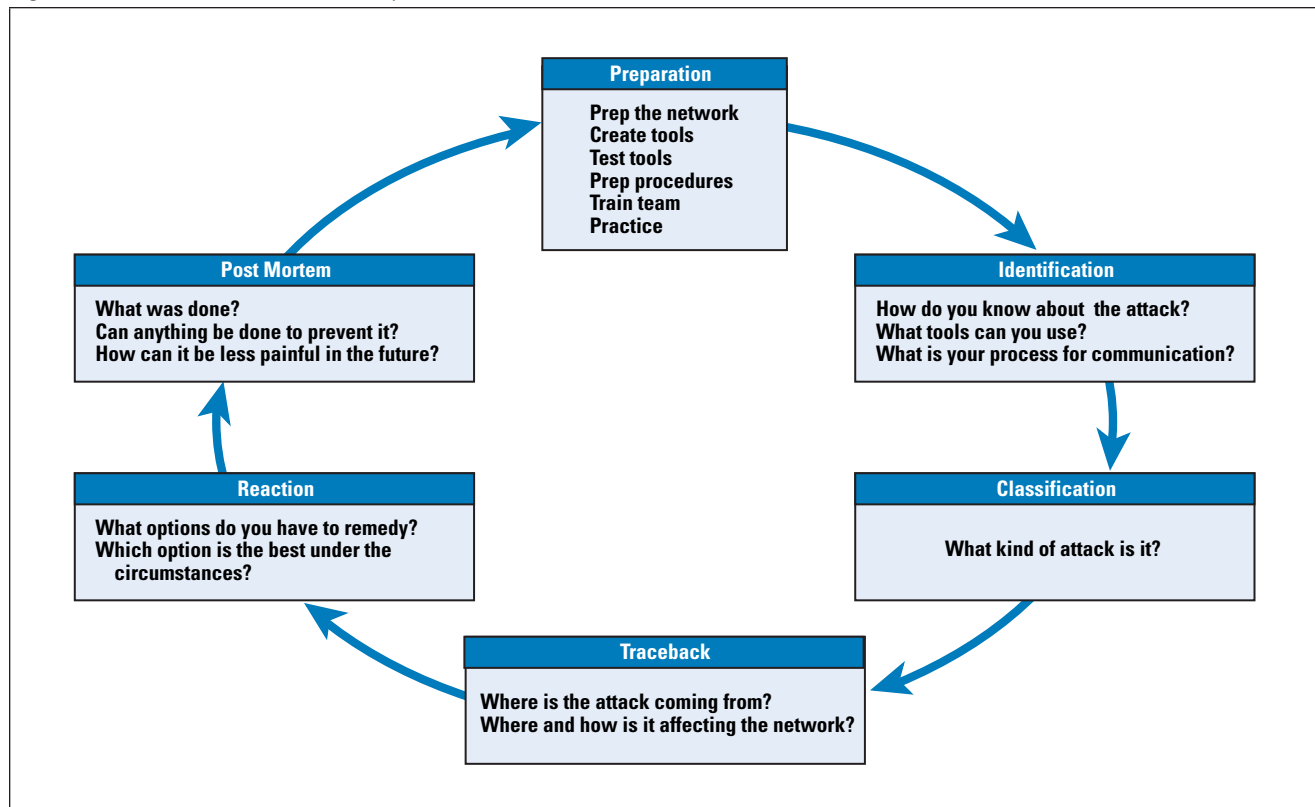 Preparation
Prep the network
Create tools
Test tools
Prep procedures
Train team
Practice
Identification
How do you know about the attack?
What tools can you use?
What is your process for communication?
Classification
What kind of attack is it?
Traceback
Where is the attack coming from?
Where and how is it affecting the network?
Reaction
What options do you have to remedy?
Which option is the best under the
circumstances?
Post Mortem
What was done?
Can anything be done to prevent it?
How can it be less painful in the future?